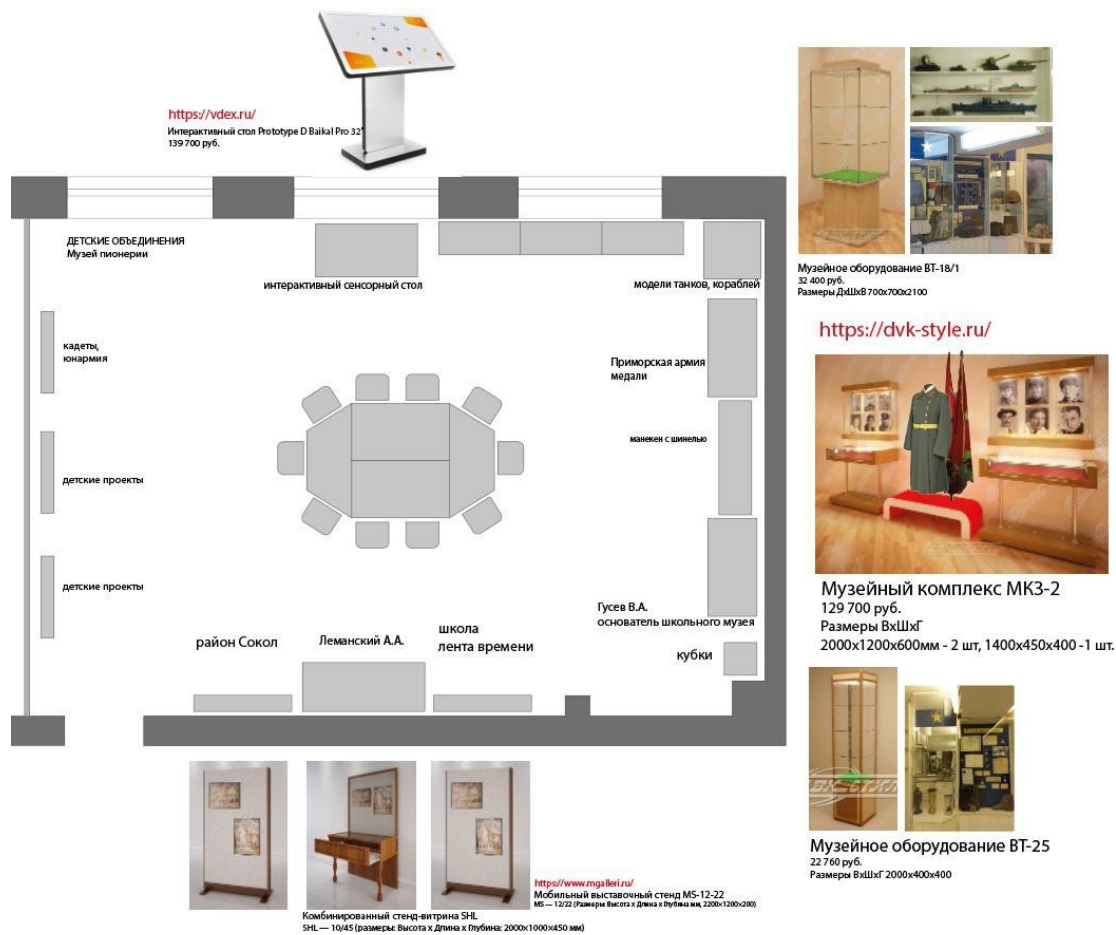 https://vdex.ru/
Интерактивный стол Prototype D Baikal Pro 32"
139 700 руб.
ДЕТСКИЕ ОБЪЕДИНЕНИЯ
Музей пионерии
интерактивный сенсорный стол
модели танков, кораблей
Музейное оборудование ВТ-18/1
32 400 руб.
Размеры ДхШхВ 700х700х2100
https://dvk-style.ru/
кадеты,
юнармия
Приморская армия
медали
манекен с шинелью
детские проекты
детские проекты
Гусев В.А.
основатель школьного музея
кубки
район Сокол
Леманский А.А.
школа
лента времени
Музейный комплекс МКЗ-2
129 700 руб.
Размеры ВхШхГ
2000х1200х600мм - 2 шт, 1400х450х400 -1 шт.
Музейное оборудование ВТ-25
22 760 руб.
Размеры ВхШхГ 2000х400х400
https://www.mgalleri.ru/
Мобильный выставочный стенд MS-12-22
MS — 12/22 (Размеры: Высота х Длина х Глубина мм, 2200×1200×200)
Комбинированный стенд-витрина SHL
SHL — 10/45 (размеры: Высота х Длина х Глубина: 2000×1000×450 мм)